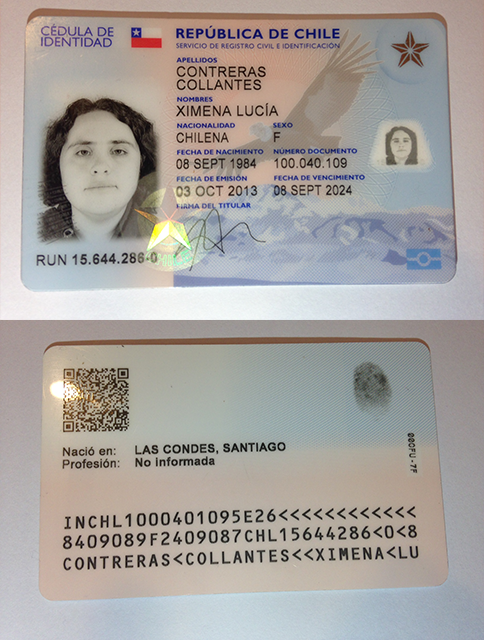 CÉDULA DE IDENTIDAD
REPÚBLICA DE CHILE
SERVICIO DE REGISTRO CIVIL E IDENTIFICACIÓN
APELLIDOS
CONTRERAS
COLLANTES
NOMBRES
XIMENA LUCÍA
NACIONALIDAD SEXO
CHILENA F
FECHA DE NACIMIENTO NÚMERO DOCUMENTO
08 SEPT 1984 100.040.109
FECHA DE EMISIÓN FECHA DE VENCIMIENTO
03 OCT 2013 08 SEPT 2024
FIRMA DEL TITULAR
RUN 15.644.286-0
Nació en: LAS CONDES, SANTIAGO
Profesión: No informada
INCHL1000401095E26<<<<<<<<<<<<
8409089F2409087CHL15644286<0<8
CONTRERAS<COLLANTES<<XIMENA<LU